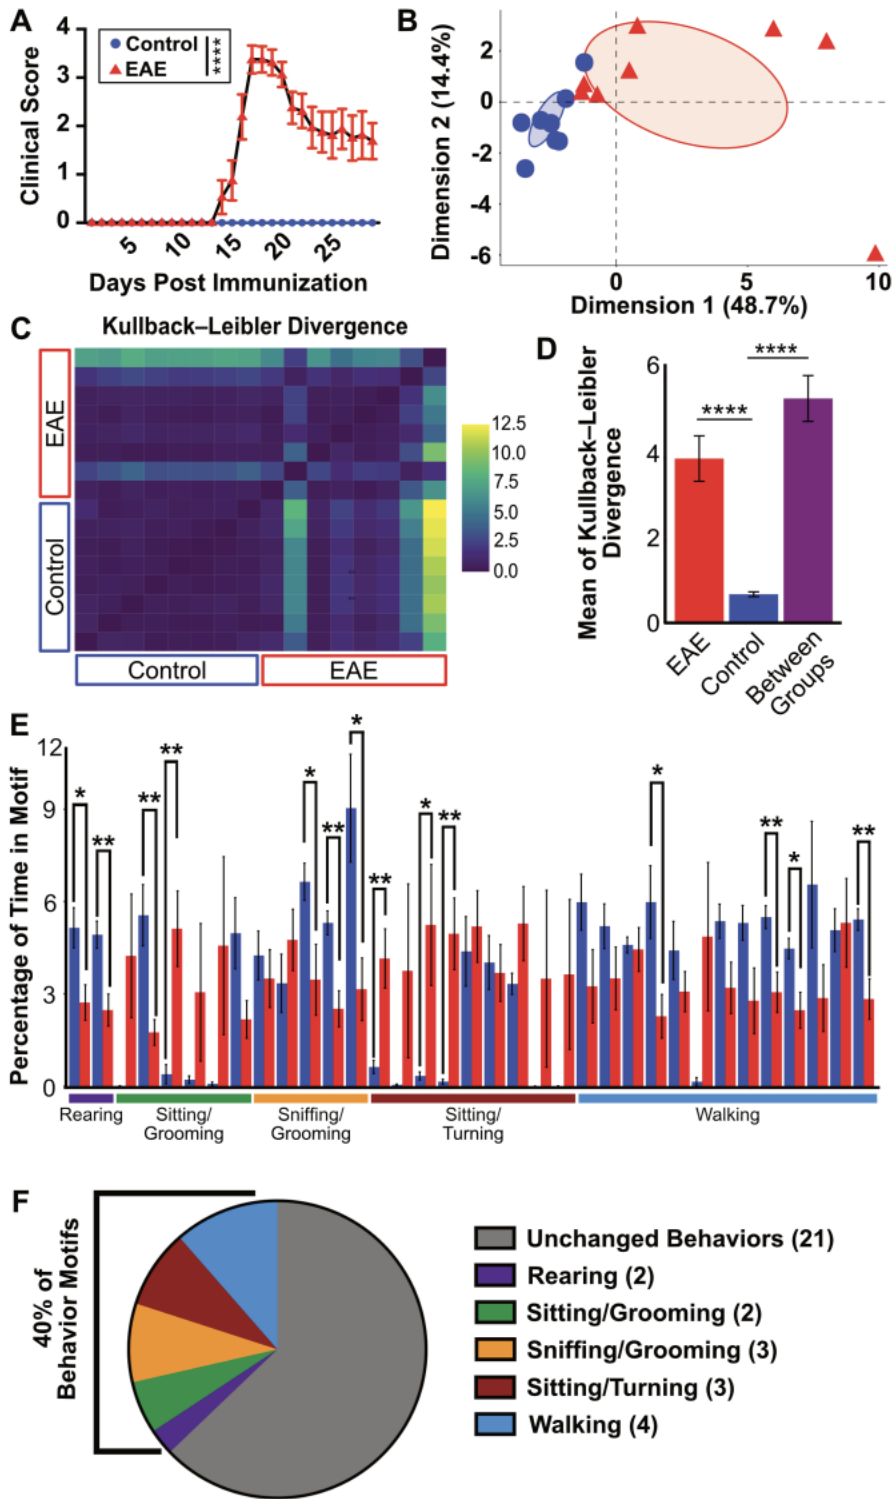 A
Clinical Score
4
3
2
1
0
Control
EAE
****
5
10
15
20
25
Days Post Immunization
B
Dimension 2 (14.4%)
2
0
-2
-4
-6
0
5
10
Dimension 1 (48.7%)
C
Kullback–Leibler Divergence
EAE
Control
Control
EAE
12.5
10.0
7.5
5.0
2.5
0.0
D
Mean of Kullback–Leibler
Divergence
6
4
2
0
****
****
EAE
Control
Between
Groups
E
Percentage of Time in Motif
12
9
6
3
0
*
**
**
**
*
**
*
**
*
**
*
**
*
**
Rearing
Sitting/
Grooming
Sniffing/
Grooming
Sitting/
Turning
Walking
F
40% of
Behavior Motifs
Unchanged Behaviors (21)
Rearing (2)
Sitting/Grooming (2)
Sniffing/Grooming (3)
Sitting/Turning (3)
Walking (4)